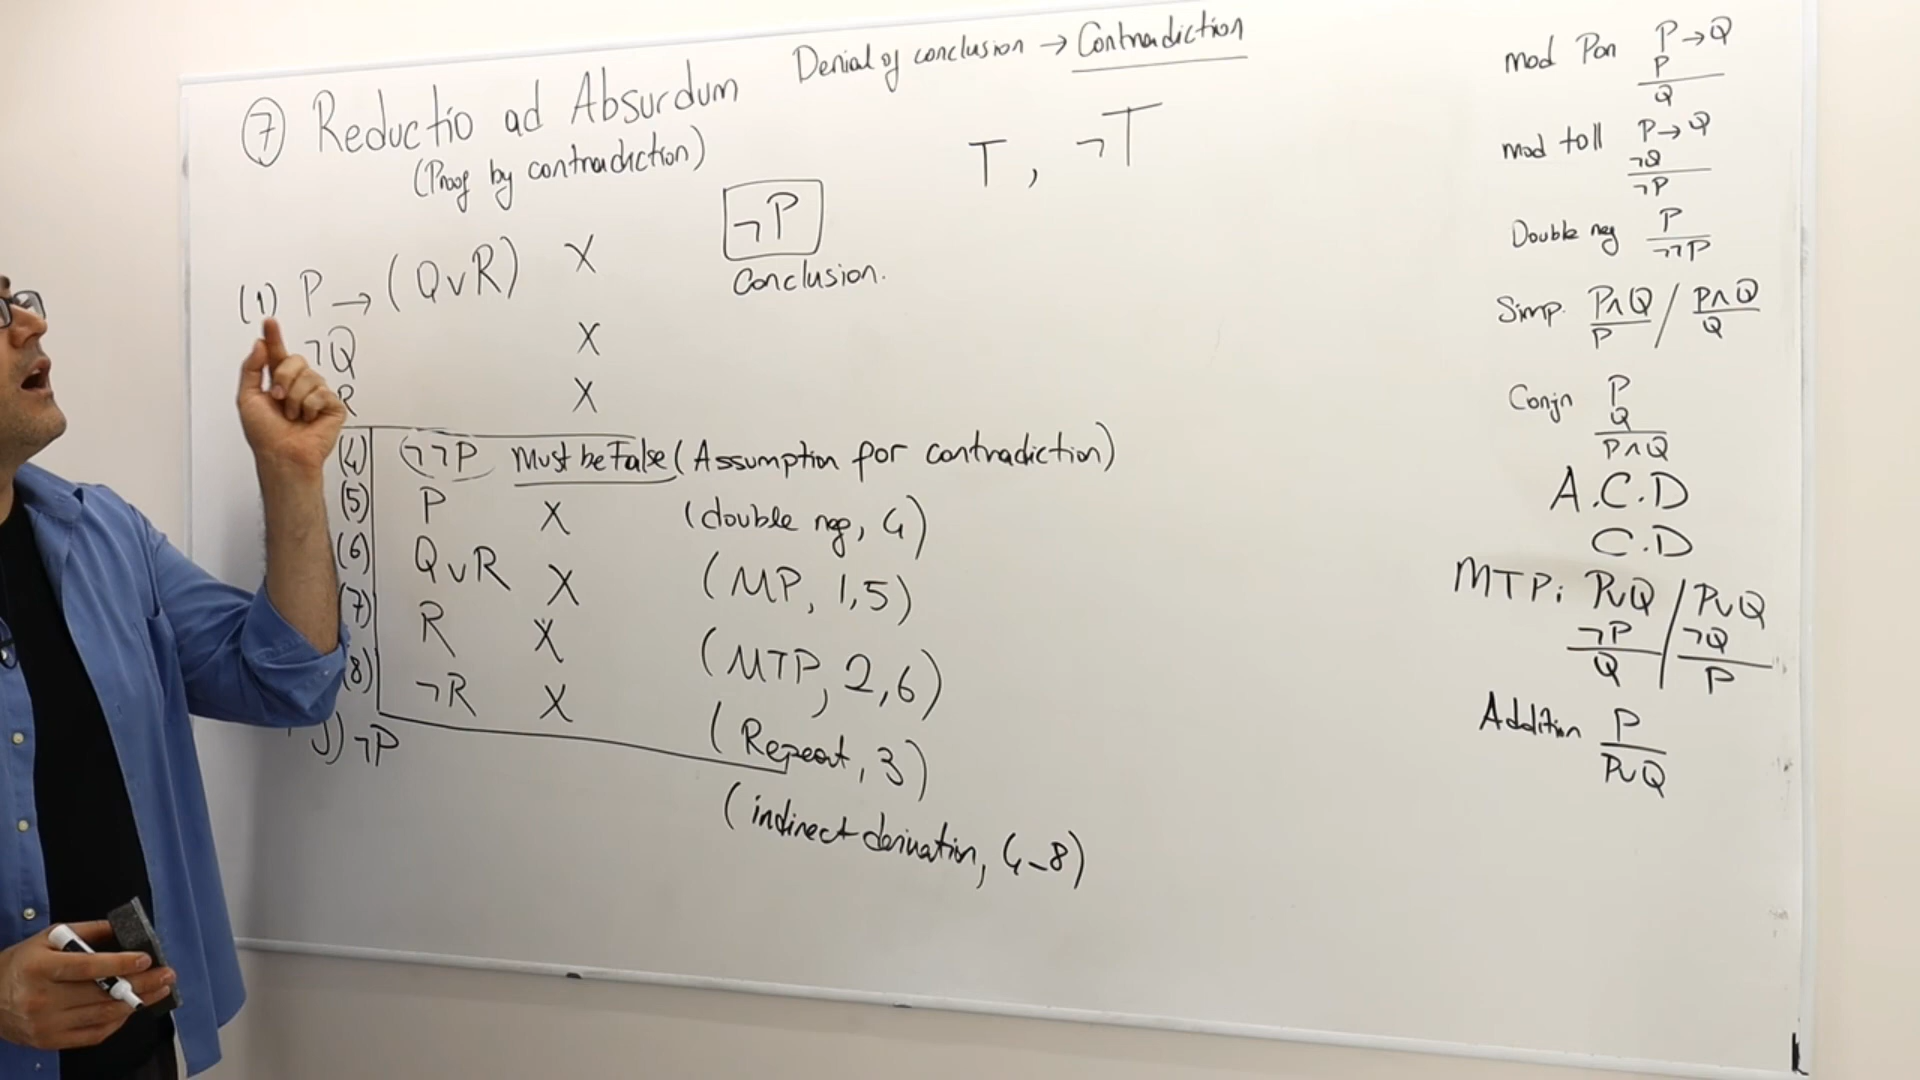 ⑦ Reductio ad Absurdum
(Proof by contradiction)
Denial of conclusion → Contradiction
T, ¬T
¬P
Conclusion.
(1) P → (Q∨R) X
¬Q X
R X
(4) ¬¬P Must be False (Assumption for contradiction)
(5) P X (double neg, 4)
(6) Q∨R X (MP, 1,5)
(7) R X (MTP, 2,6)
(8) ¬R X (Repeat, 3)
) ¬P (indirect derivation, 4-8)
mod Pon P→Q
P
Q
mod toll P→Q
¬Q
¬P
Double neg P
¬¬P
Simp. P∧Q / P∧Q
P Q
Conjn P
Q
P∧Q
A.C.D
C.D
MTP: P∨Q / P∨Q
¬P ¬Q
Q P
Addition P
P∨Q